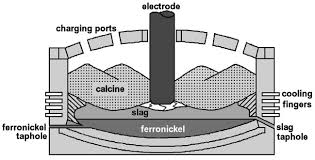 electrode
charging ports
calcine
slag
cooling
fingers
ferronickel
ferronickel
taphole
slag
taphole